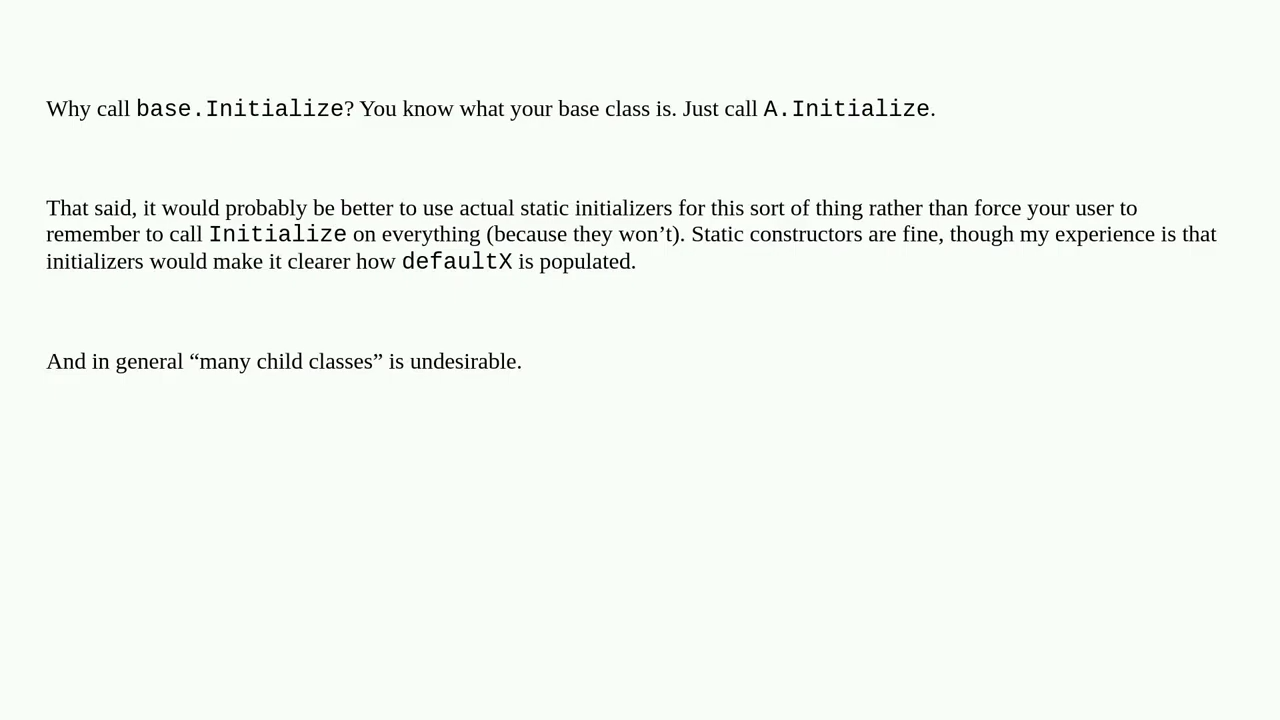 Why call base.Initialize? You know what your base class is. Just call A.Initialize.
That said, it would probably be better to use actual static initializers for this sort of thing rather than force your user to
remember to call Initialize on everything (because they won’t). Static constructors are fine, though my experience is that
initializers would make it clearer how defaultX is populated.
And in general “many child classes” is undesirable.